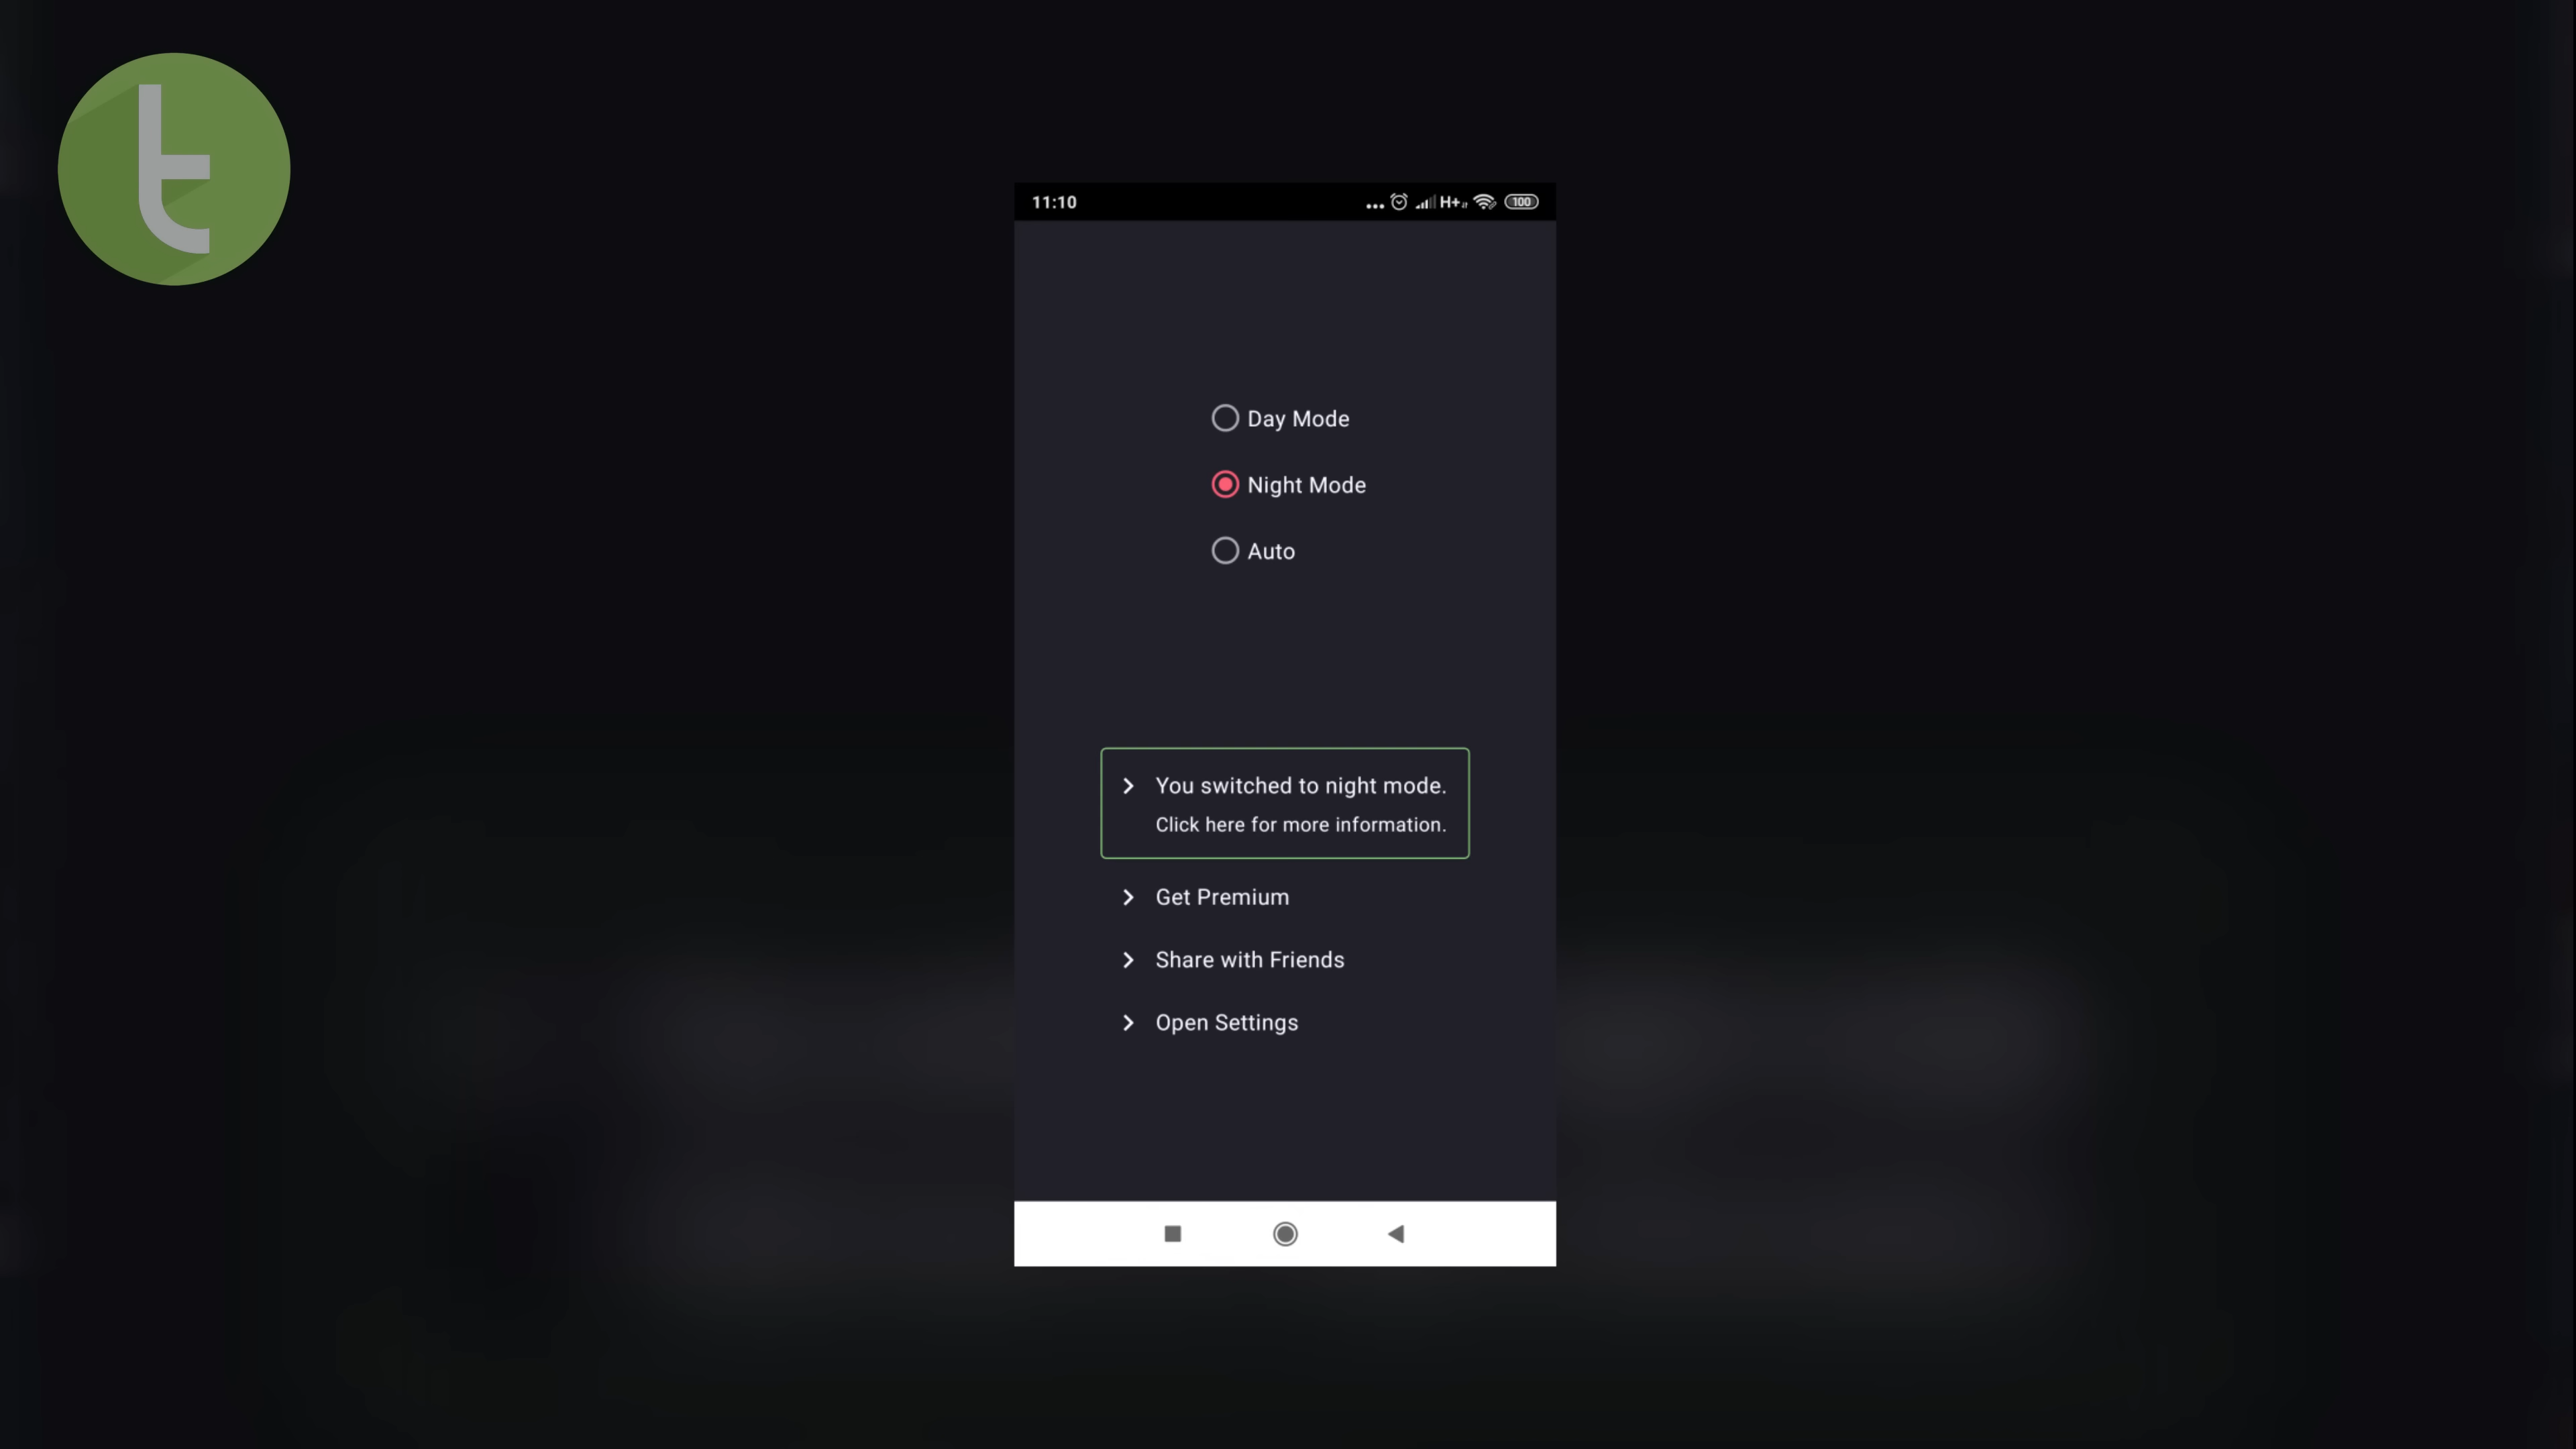 t
11:10
H+
100
Day Mode
Night Mode
Auto
You switched to night mode.
Click here for more information.
Get Premium
Share with Friends
Open Settings